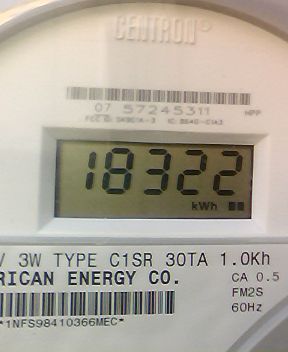 CENTRON®
07 57245311 MPP
18322
kWh
V 3W TYPE C1SR 30TA 1.0Kh
RICAN ENERGY CO. CA 0.5
FM2S
60Hz
*1NFS98410366MEC*